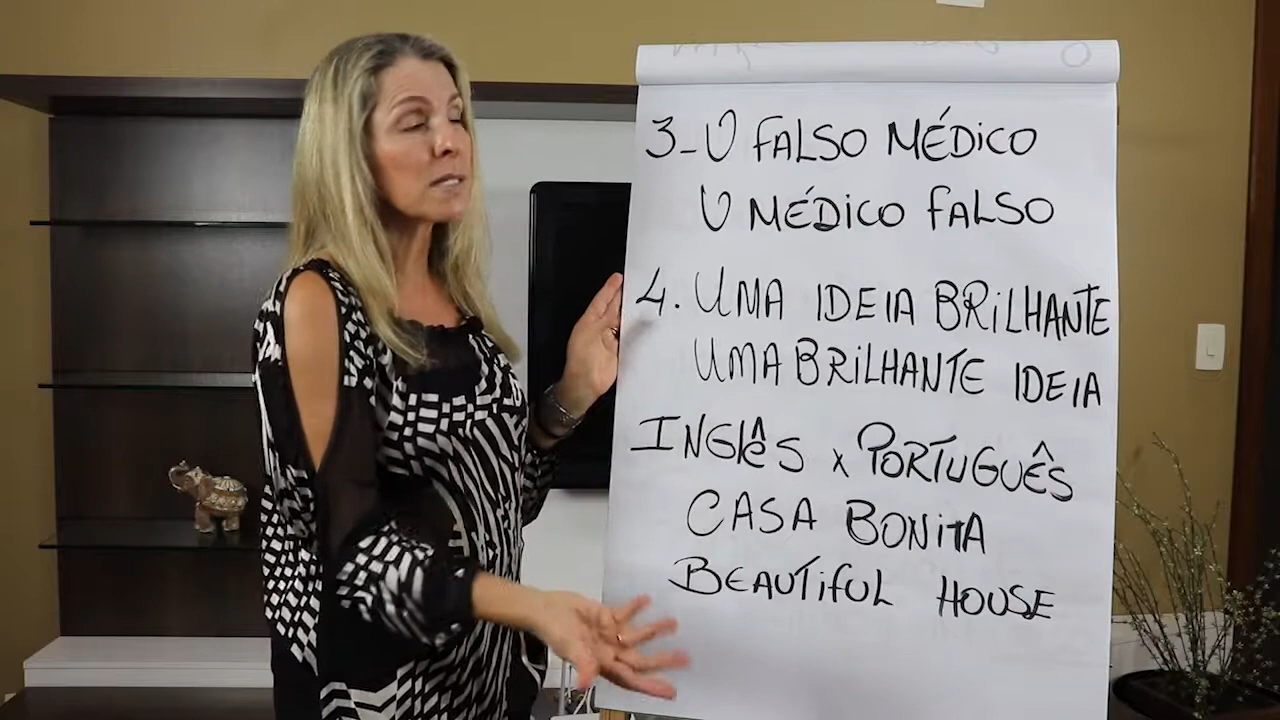 3-O FALSO MÉDICO
O MÉDICO FALSO
4. UMA IDEIA BRILHANTE
UMA BRILHANTE IDEIA
INGlêS x PORTUGUÊS
CASA BONITA
BEAUTIFUL HOUSE